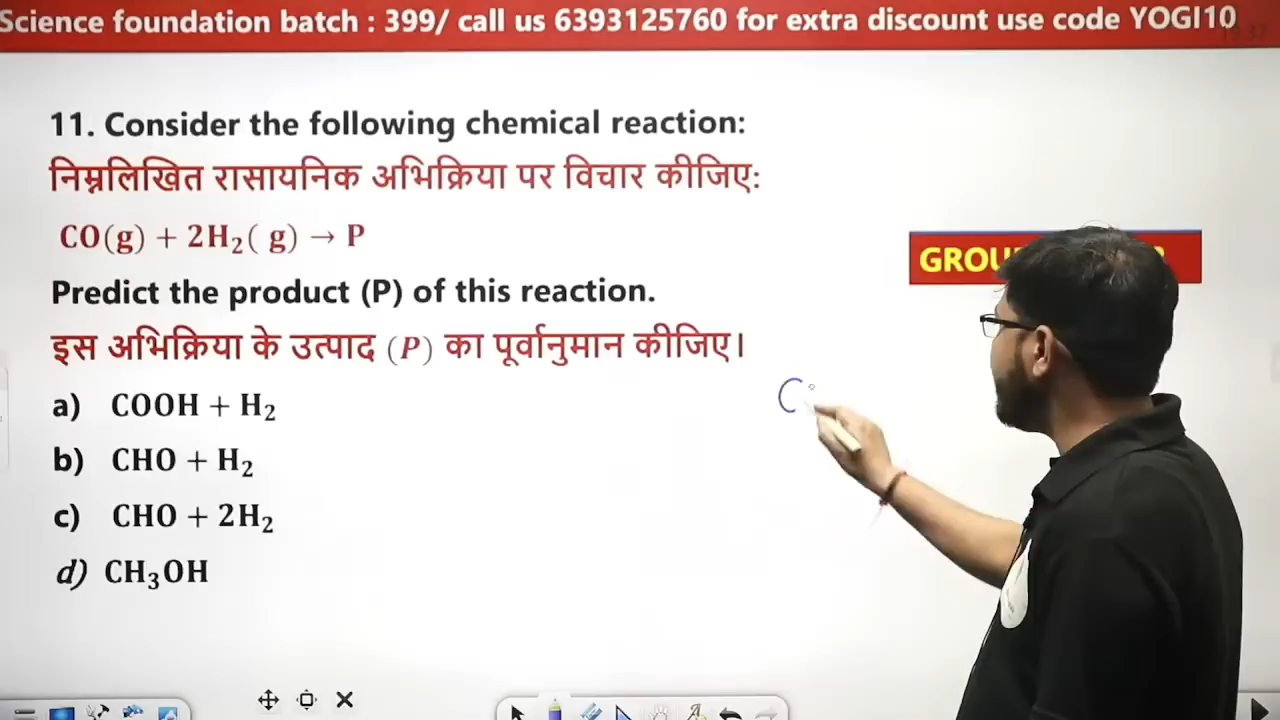 Science foundation batch : 399/ call us 6393125760 for extra discount use code YOGI10
11. Consider the following chemical reaction:
निम्नलिखित रासायनिक अभिक्रिया पर विचार कीजिए:
CO(g) + 2H₂( g) → P
GROU
Predict the product (P) of this reaction.
इस अभिक्रिया के उत्पाद (P) का पूर्वानुमान कीजिए।
a) COOH + H₂
b) CHO + H₂
c) CHO + 2H₂
d) CH₃OH